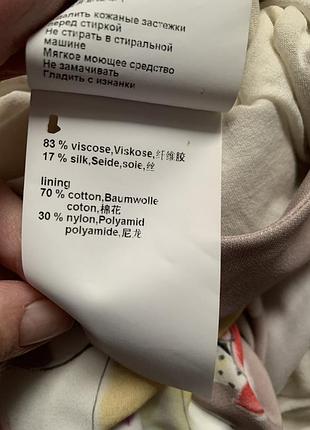 Удалить кожаные застежки
перед стиркой
Не стирать в стиральной
машине
Мягкое моющее средство
Не замачивать
Гладить с изнанки
83 % viscose,Viskose,纤维胶
17 % silk,Seide,soie,丝
lining
70 % cotton,Baumwolle
coton,棉花
30 % nylon,Polyamid
polyamide,尼龙